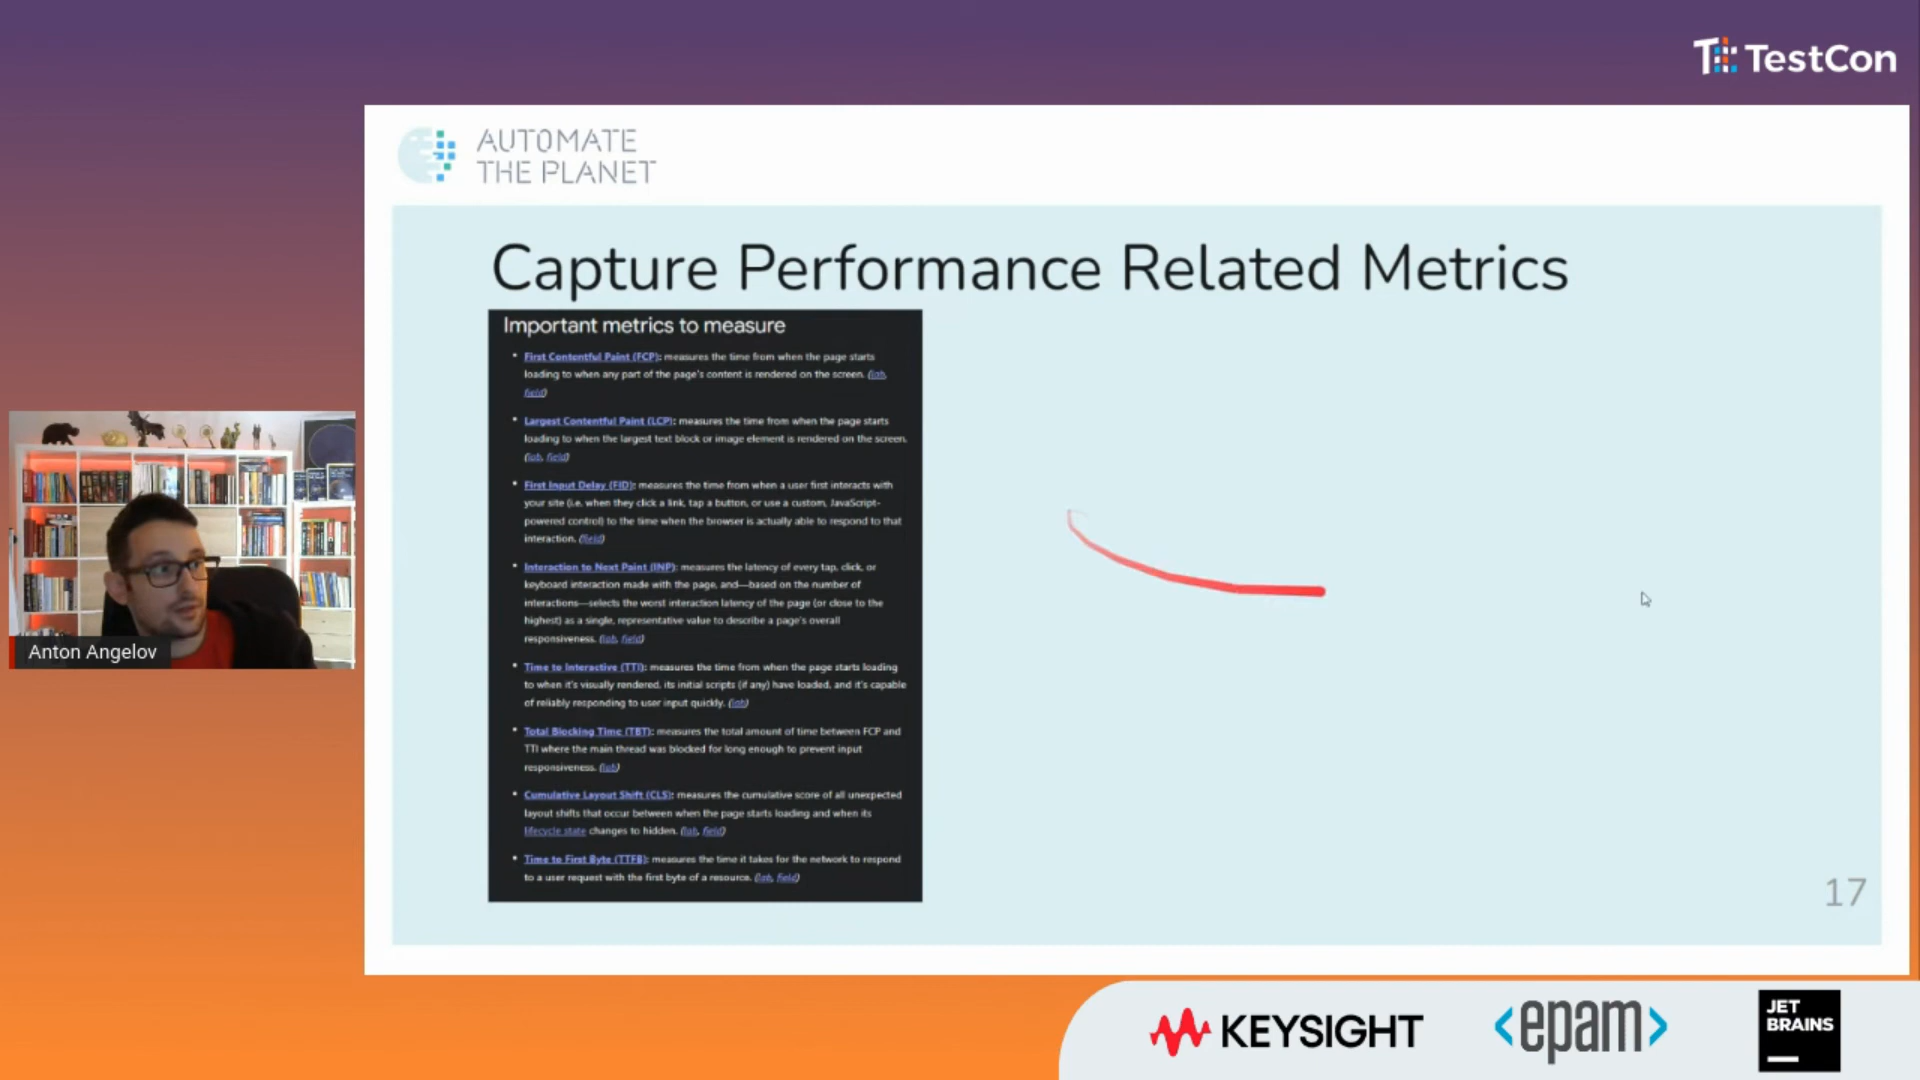 TestCon
AUTOMATE
THE PLANET
Capture Performance Related Metrics
Important metrics to measure
• First Contentful Paint (FCP): measures the time from when the page starts
loading to when any part of the page's content is rendered on the screen. (lab,
field)
• Largest Contentful Paint (LCP): measures the time from when the page starts
loading to when the largest text block or image element is rendered on the screen.
(lab, field)
• First Input Delay (FID): measures the time from when a user first interacts with
your site (i.e. when they click a link, tap a button, or use a custom, JavaScript-
powered control) to the time when the browser is actually able to respond to that
interaction. (field)
• Interaction to Next Paint (INP): measures the latency of every tap, click, or
keyboard interaction made with the page, and—based on the number of
interactions—selects the worst interaction latency of the page (or close to the
highest) as a single, representative value to describe a page's overall
responsiveness. (lab, field)
• Time to Interactive (TTI): measures the time from when the page starts loading
to when it's visually rendered, its initial scripts (if any) have loaded, and it's capable
of reliably responding to user input quickly. (lab)
• Total Blocking Time (TBT): measures the total amount of time between FCP and
TTI where the main thread was blocked for long enough to prevent input
responsiveness. (lab)
• Cumulative Layout Shift (CLS): measures the cumulative score of all unexpected
layout shifts that occur between when the page starts loading and when its
lifecycle state changes to hidden. (lab, field)
• Time to First Byte (TTFB): measures the time it takes for the network to respond
to a user request with the first byte of a resource. (lab, field)
17
Anton Angelov
KEYSIGHT
<epam>
JET
BRAINS